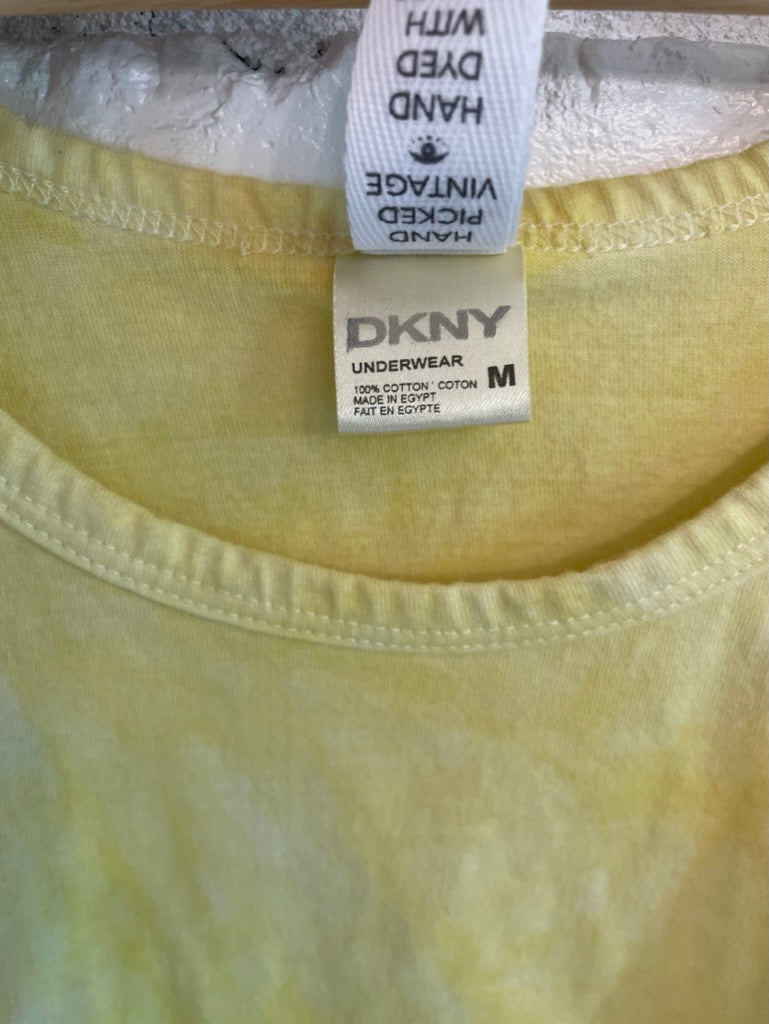 HAND
PICKED
VINTAGE
HAND
DYED
WITH
DKNY
UNDERWEAR
100% COTTON · COTON M
MADE IN EGYPT
FAIT EN EGYPTE